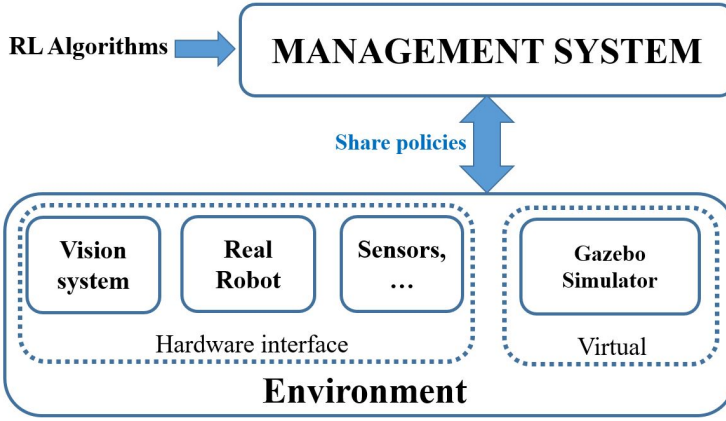 RL Algorithms
MANAGEMENT SYSTEM
Share policies
Vision
system
Real
Robot
Sensors,
...
Gazebo
Simulator
Hardware interface
Virtual
Environment